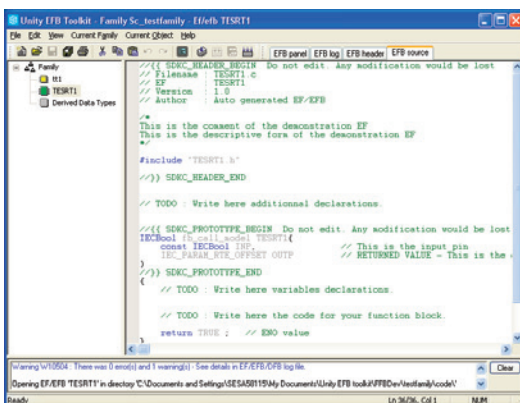 Unity EFB Toolkit - Family Sc_testfamily - Ef/efb TESRT1
File Edit View Current Family Current Object Help
EFB panel EFB log EFB header EFB source
Family
tt1
TESRT1
Derived Data Types
//{{ SDKC_HEADER_BEGIN Do not edit. Any modification would be lost
// Filename : TESRT1.c
// EF : TESRT1
// Version : 1.0
// Author : Auto generated EF/EFB
/*
This is the comment of the demonstration EF
This is the descriptive form of the demonstration EF
*/
#include "TESRT1.h"
//}} SDKC_HEADER_END
// TODO : Write here additionnal declarations.
//{{ SDKC_PROTOTYPE_BEGIN Do not edit. Any modification would be lost
IECBool fb_call_model TESRT1(
const IECBool INP, // This is the input pin
IEC_PARAM_RTE_OFFSET OUTP // RETURNED VALUE - This is the
)
//}} SDKC_PROTOTYPE_END
{
// TODO : Write here variables declarations.
// TODO : Write here the code for your function block.
return TRUE ; // ENO value
}
Warning W10504 : There was 0 error(s) and 1 warning(s) - See details in EF/EFB/DFB log file.
Clear
Opening EF/EFB 'TESRT1' in directory 'C:\Documents and Settings\SESA50115\My Documents\Unity EFB toolkit\FFBDev\testfamily\code\'
Ready Ln 36/36, Col 1 NUM